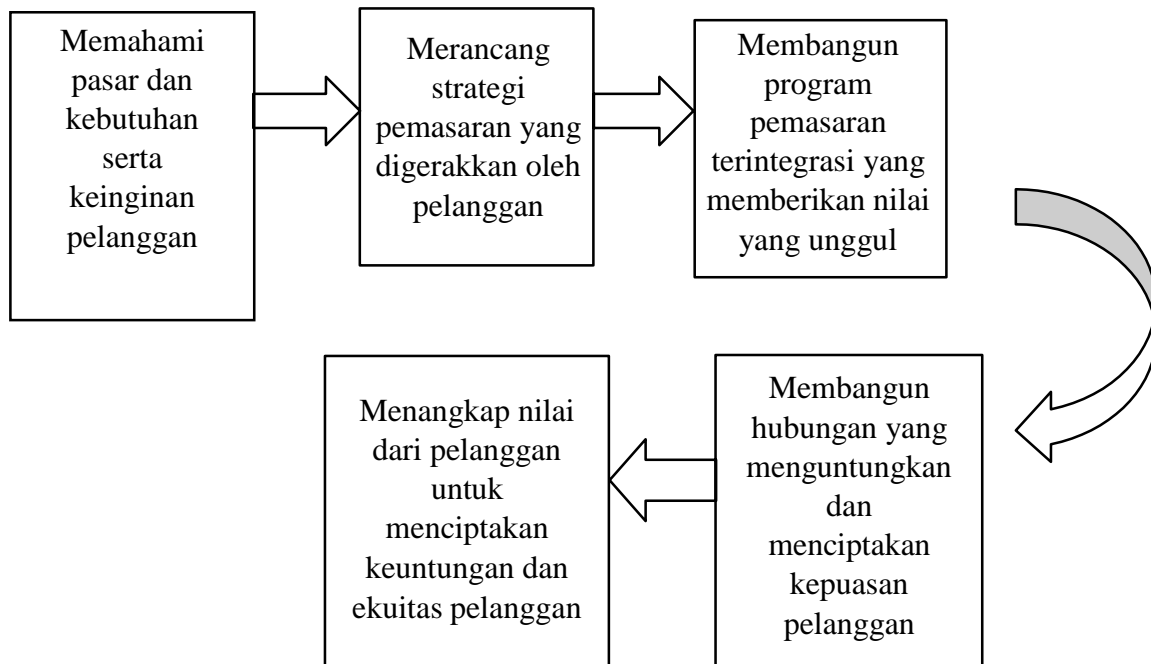 Memahami
pasar dan
kebutuhan
serta
keinginan
pelanggan
Merancang
strategi
pemasaran yang
digerakkan oleh
pelanggan
Membangun
program
pemasaran
terintegrasi yang
memberikan nilai
yang unggul
Membangun
hubungan yang
menguntungkan
dan
menciptakan
kepuasan
pelanggan
Menangkap nilai
dari pelanggan
untuk
menciptakan
keuntungan dan
ekuitas pelanggan